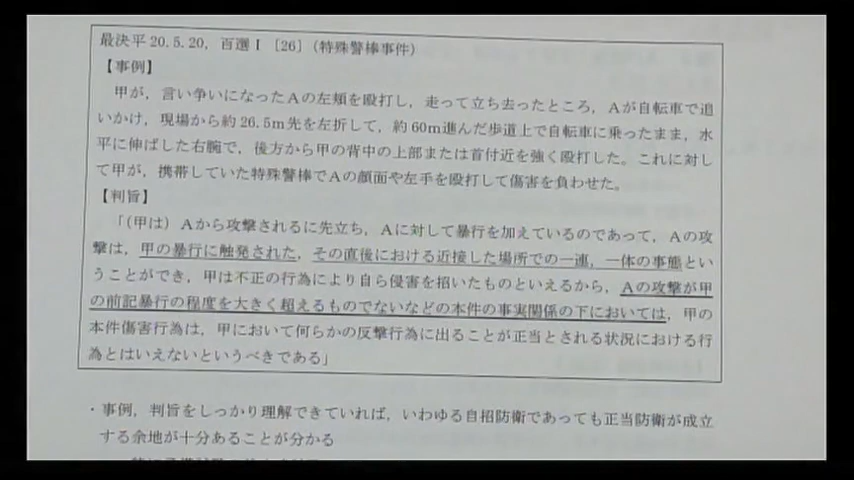 最決平20.5.20，百選Ⅰ［26］（特殊警棒事件）
【事例】
甲が，言い争いになったAの左頬を殴打し，走って立ち去ったところ，Aが自転車で追
いかけ，現場から約26.5m先を左折して，約60m進んだ歩道上で自転車に乗ったまま，水
平に伸ばした右腕で，後方から甲の背中の上部または首付近を強く殴打した。これに対し
て甲が，携帯していた特殊警棒でAの顔面や左手を殴打して傷害を負わせた。
【判旨】
「（甲は）Aから攻撃されるに先立ち，Aに対して暴行を加えているのであって，Aの攻
撃は，甲の暴行に触発された，その直後における近接した場所での一連，一体の事態とい
うことができ，甲は不正の行為により自ら侵害を招いたものといえるから，Aの攻撃が甲
の前記暴行の程度を大きく超えるものでないなどの本件の事実関係の下においては，甲の
本件傷害行為は，甲において何らかの反撃行為に出ることが正当とされる状況における行
為とはいえないというべきである」
・事例，判旨をしっかり理解できていれば，いわゆる自招防衛であっても正当防衛が成立
する余地が十分あることが分かる